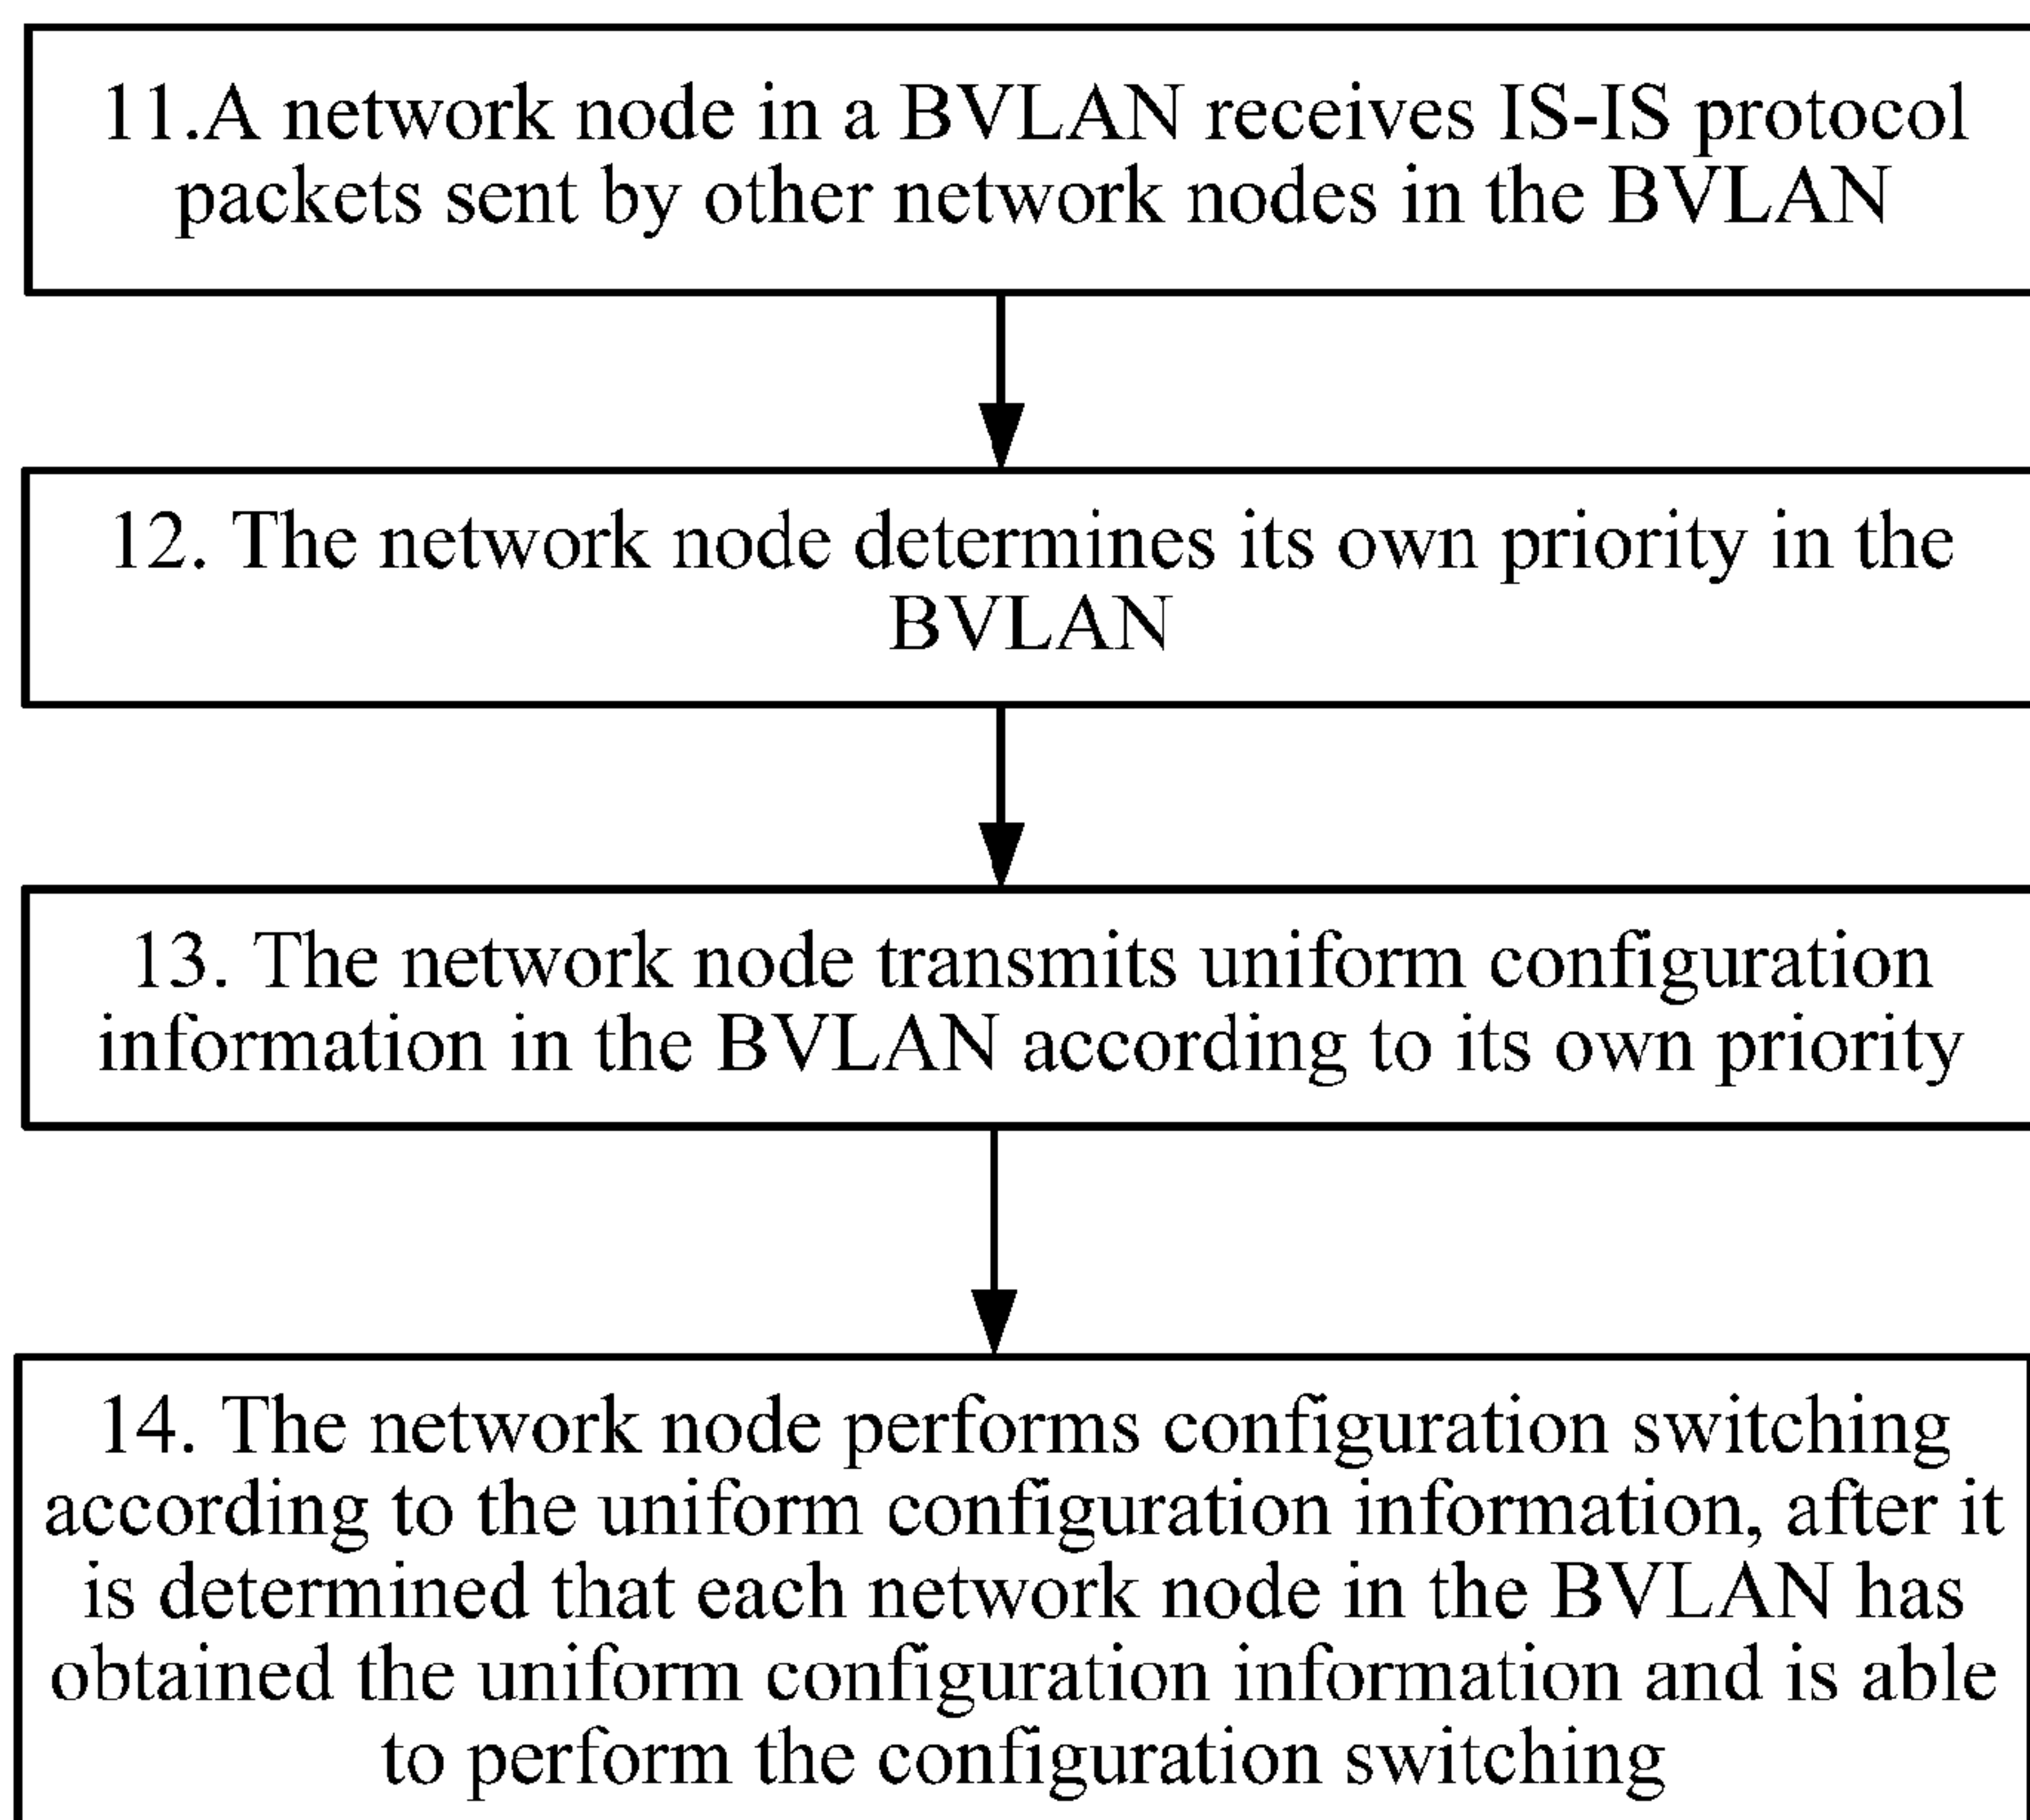 11.A network node in a BVLAN receives IS-IS protocol
packets sent by other network nodes in the BVLAN
12. The network node determines its own priority in the
BVLAN
13. The network node transmits uniform configuration
information in the BVLAN according to its own priority
14. The network node performs configuration switching
according to the uniform configuration information, after it
is determined that each network node in the BVLAN has
obtained the uniform configuration information and is able
to perform the configuration switching